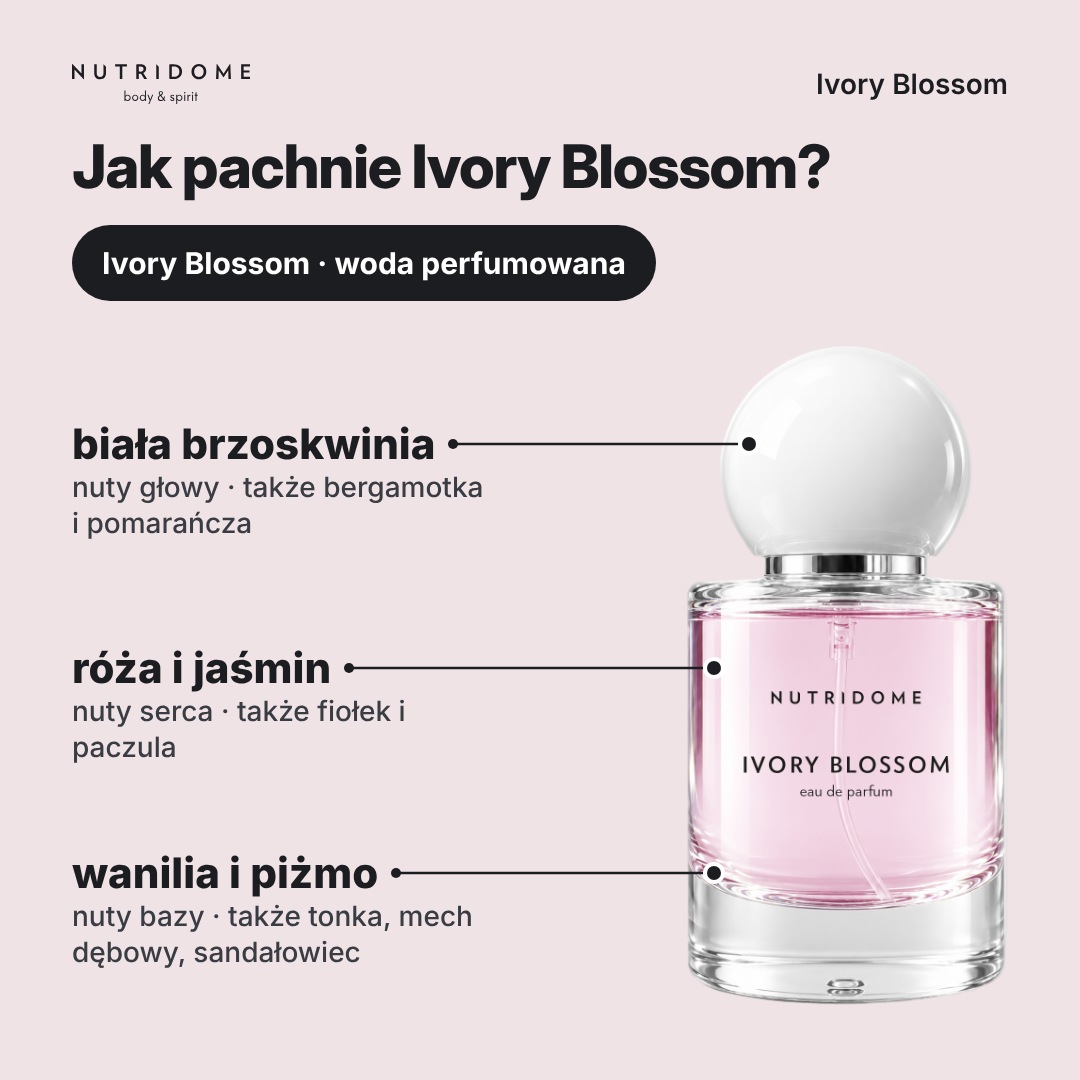 NUTRIDOME
body & spirit
Ivory Blossom
Jak pachnie Ivory Blossom?
Ivory Blossom · woda perfumowana
biała brzoskwinia
nuty głowy · także bergamotka
i pomarańcza
róża i jaśmin
nuty serca · także fiołek i
paczula
wanilia i piżmo
nuty bazy · także tonka, mech
dębowy, sandałowiec
NUTRIDOME
IVORY BLOSSOM
eau de parfum